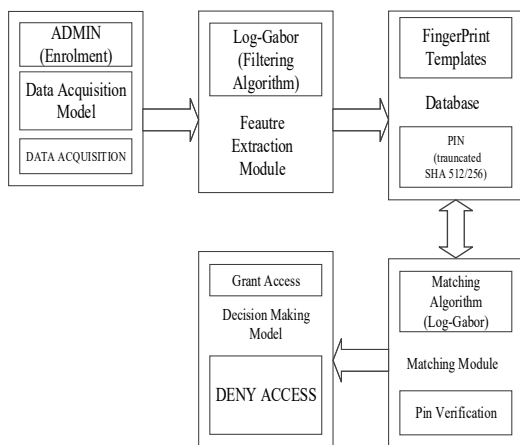 ADMIN
(Enrolment)
Data Acquisition
Model
DATA ACQUISITION
Log-Gabor
(Filtering
Algorithm)
Feautre
Extraction
Module
FingerPrint
Templates
Database
PIN
(trauncated
SHA 512/256)
Grant Access
Decision Making
Model
DENY ACCESS
Matching
Algorithm
(Log-Gabor)
Matching Module
Pin Verification